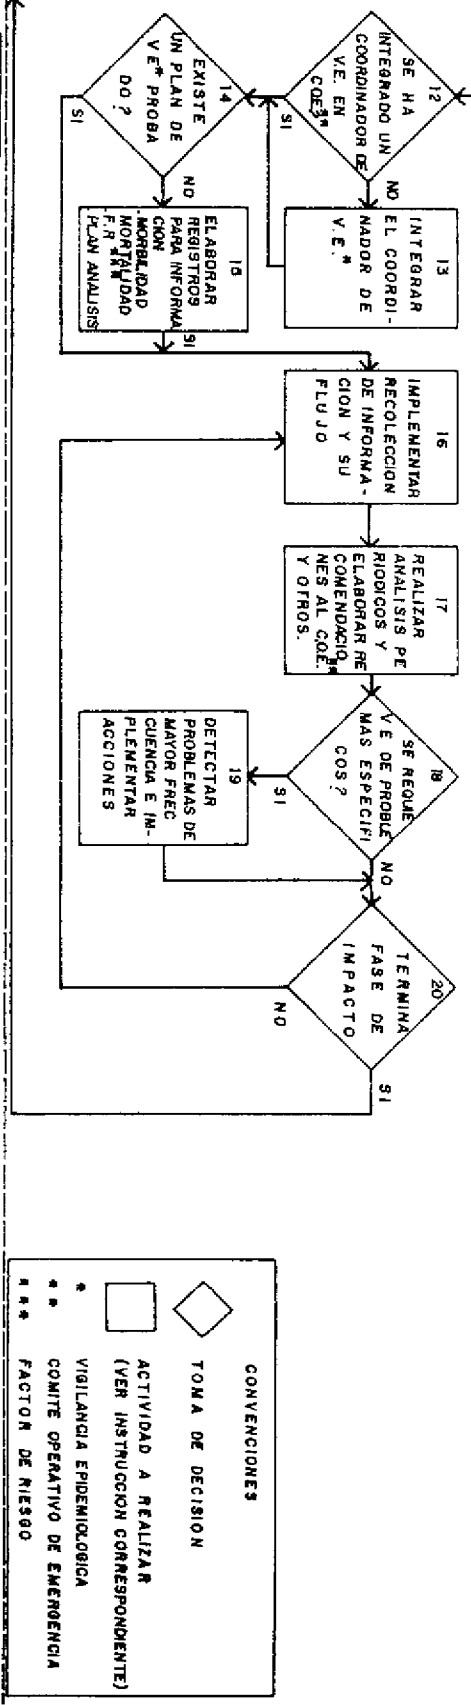 12
SE HA
INTEGRADO UN
COORDINADOR DE
V.E. EN
COE?**
SI
NO
13
INTEGRAR
EL COORDI-
NADOR DE
V.E.*
14
EXISTE
UN PLAN DE
V E* PROBA
DO?
SI
NO
15
ELABORAR
REGISTROS
PARA INFORMA
CION
.MORBILIDAD
MORTALIDAD
.F.R ***
PLAN ANALISIS
SI
16
IMPLEMENTAR
RECOLECCION
DE INFORMA-
CION Y SU
FLUJO
17
REALIZAR
ANALISIS PE
RIODICOS Y
ELABORAR RE
COMENDACIO
NES AL C.O.E.**
Y OTROS.
18
SE REQUIE
V E DE PROBLE
MAS ESPECIFI
COS?
SI
NO
19
DETECTAR
PROBLEMAS DE
MAYOR FREC
CUENCIA E IM-
PLEMENTAR
ACCIONES
20
TERMINA
FASE DE
IMPACTO
NO
SI
CONVENCIONES
TOMA DE DECISION
ACTIVIDAD A REALIZAR
(VER INSTRUCCION CORRESPONDIENTE)
* VIGILANCIA EPIDEMIOLOGICA
** COMITE OPERATIVO DE EMERGENCIA
*** FACTOR DE RIESGO